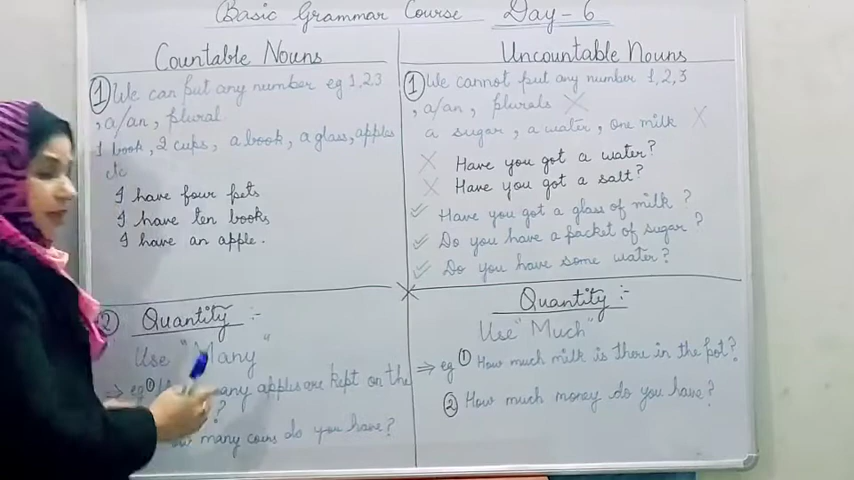 Basic Grammar Course Day-6
Countable Nouns
① We can put any number eg 1,2,3
, a/an, plural
1 book, 2 cups, a book, a glass, apples
etc
I have four pets
I have ten books
I have an apple.
② Quantity :-
Use "Many"
⇒ eg ① many apples are kept on the
?
many cows do you have?
Uncountable Nouns
① We cannot put any number 1,2,3
, a/an, plurals ✗
a sugar, a water, one milk ✗
✗ Have you got a water?
✗ Have you got a salt?
✓ Have you got a glass of milk ?
✓ Do you have a packet of sugar ?
✓ Do you have some water?
Quantity :-
Use "Much"
⇒ eg ① How much milk is there in the pot?
② How much money do you have?